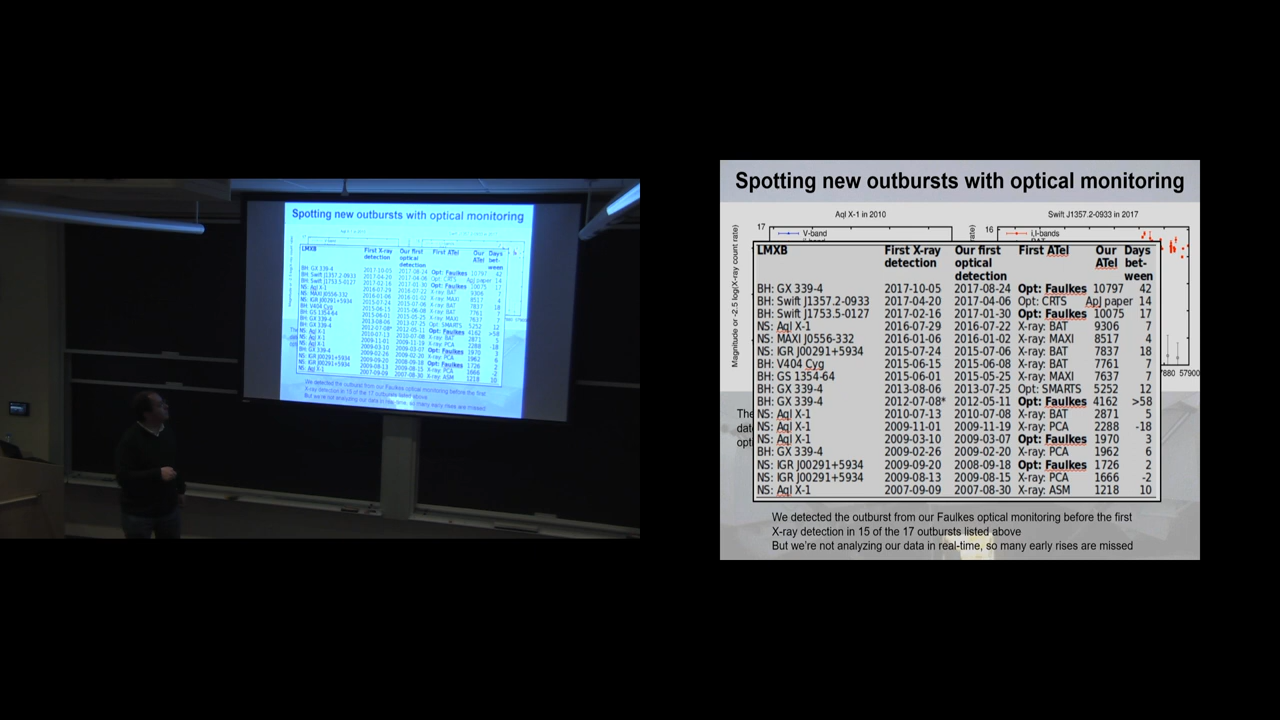 Spotting new outbursts with optical monitoring
Aql X-1 in 2010 Swift J1357.2-0933 in 2017
17 V-band 16 i,I-bands
Magnitude or -2.5 log(X-ray count rate)
LMXB First X-ray detection Our first optical detection First ATel Our ATel Days bet-ween
BH: GX 339-4 2017-10-05 2017-08-24 Opt: Faulkes 10797 42
BH: Swift J1357.2-0933 2017-04-20 2017-04-06 Opt: CRTS ApJ paper 14
BH: Swift J1753.5-0127 2017-02-16 2017-01-30 Opt: Faulkes 10075 17
NS: Aql X-1 2016-07-29 2016-07-22 X-ray: BAT 9306 7
NS: MAXI J0556-332 2016-01-06 2016-01-02 X-ray: MAXI 8517 4
NS: IGR J00291+5934 2015-07-24 2015-07-06 X-ray: BAT 7837 18
BH: V404 Cyg 2015-06-15 2015-06-08 X-ray: BAT 7761 7
BH: GS 1354-64 2015-06-01 2015-05-25 X-ray: MAXI 7637 7
BH: GX 339-4 2013-08-06 2013-07-25 Opt: SMARTS 5252 12
BH: GX 339-4 2012-07-08* 2012-05-11 Opt: Faulkes 4162 >58
NS: Aql X-1 2010-07-13 2010-07-08 X-ray: BAT 2871 5
NS: Aql X-1 2009-11-01 2009-11-19 X-ray: PCA 2288 -18
NS: Aql X-1 2009-03-10 2009-03-07 Opt: Faulkes 1970 3
BH: GX 339-4 2009-02-26 2009-02-20 X-ray: PCA 1962 6
NS: IGR J00291+5934 2009-09-20 2008-09-18 Opt: Faulkes 1726 2
NS: IGR J00291+5934 2009-08-13 2009-08-15 X-ray: PCA 1666 -2
NS: Aql X-1 2007-09-09 2007-08-30 X-ray: ASM 1218 10
7880 57900
We detected the outburst from our Faulkes optical monitoring before the first
X-ray detection in 15 of the 17 outbursts listed above
But we're not analyzing our data in real-time, so many early rises are missed